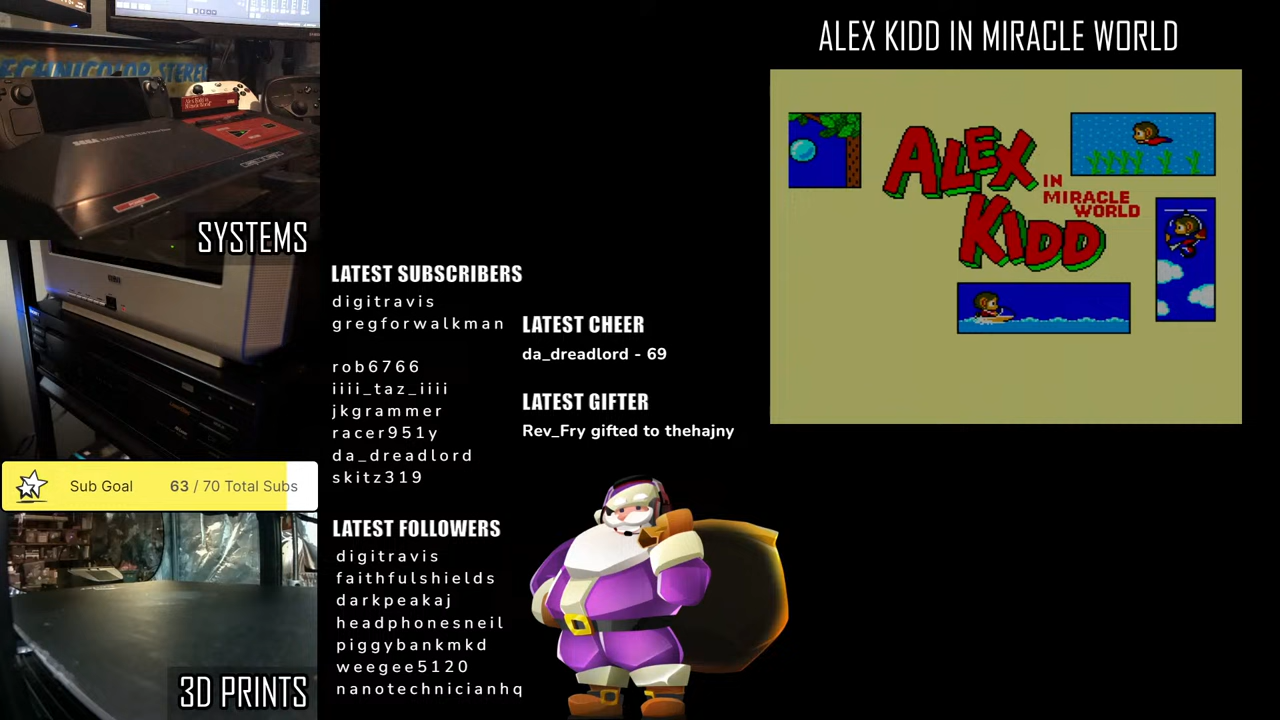 ALEX KIDD IN MIRACLE WORLD
TECHNICOLOR STEREO
SYSTEMS
ALEX
KIDD
IN
MIRACLE
WORLD
LATEST SUBSCRIBERS
digitravis
gregforwalkman
rob6766
iiii_taz_iiii
jkgrammer
racer951y
da_dreadlord
skitz319
LATEST CHEER
da_dreadlord - 69
LATEST GIFTER
Rev_Fry gifted to thehajny
Sub Goal 63 / 70 Total Subs
LATEST FOLLOWERS
digitravis
faithfulshields
darkpeakaj
headphonesneil
piggybankmkd
weegee5120
nanotechnicianhq
3D PRINTS